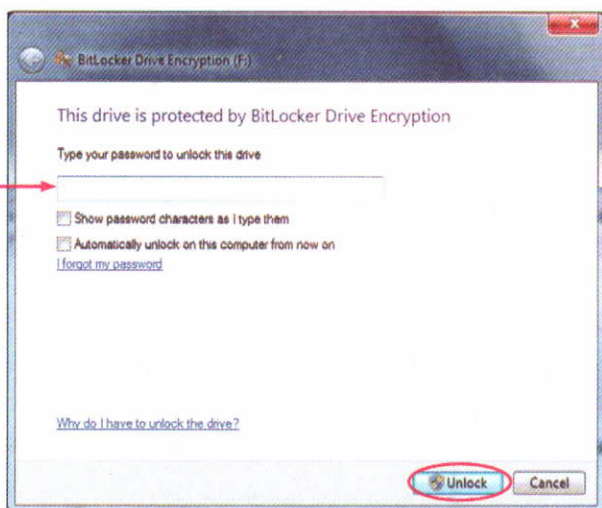 BitLocker Drive Encryption (F:)
This drive is protected by BitLocker Drive Encryption
Type your password to unlock this drive
Show password characters as I type them
Automatically unlock on this computer from now on
I forgot my password
Why do I have to unlock the drive?
Unlock Cancel